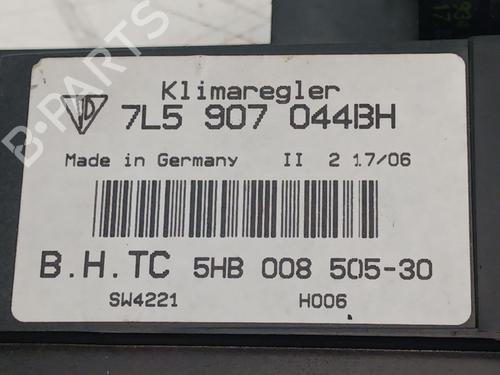 Klimaregler
7L5 907 044BH
Made in Germany II 2 17/06
B.H.TC 5HB 008 505-30
SW4221 H006
B-PARTS